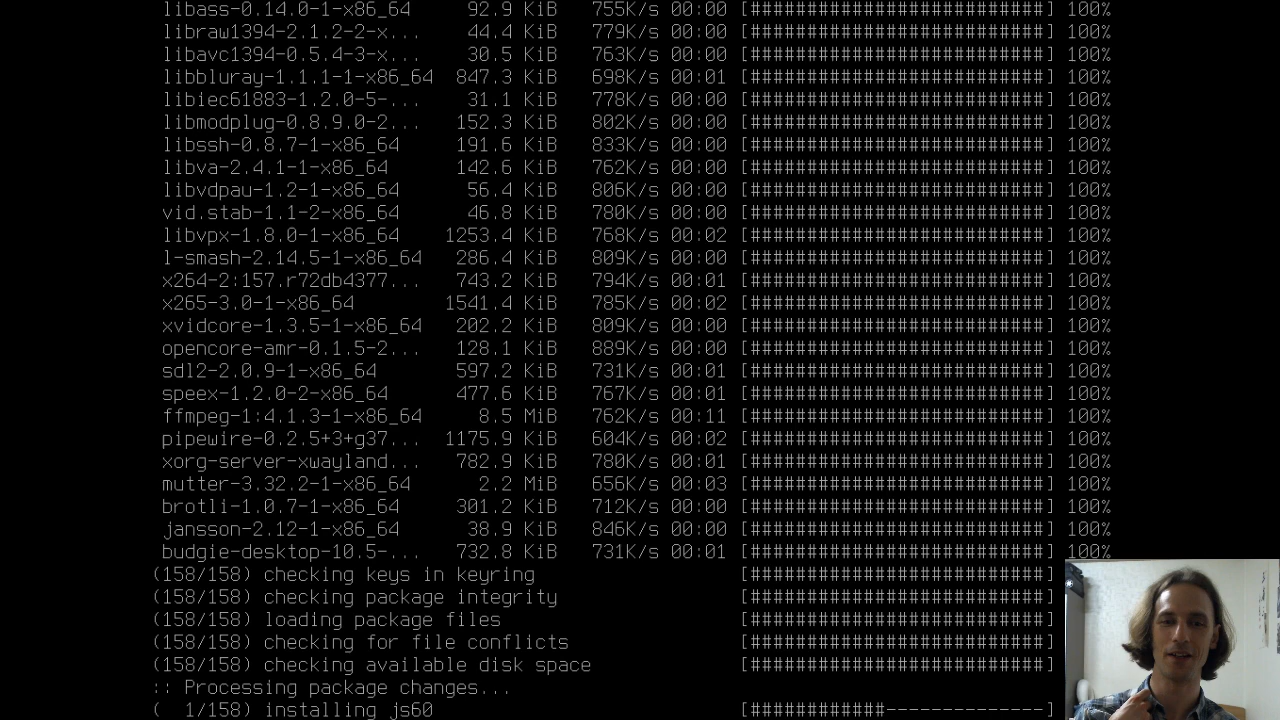 libass-0.14.0-1-x86_64 92.9 KiB 755K/s 00:00 [##########################] 100%
libraw1394-2.1.2-2-x... 44.4 KiB 779K/s 00:00 [##########################] 100%
libavc1394-0.5.4-3-x... 30.5 KiB 763K/s 00:00 [##########################] 100%
libbluray-1.1.1-1-x86_64 847.3 KiB 698K/s 00:01 [##########################] 100%
libiec61883-1.2.0-5-... 31.1 KiB 778K/s 00:00 [##########################] 100%
libmodplug-0.8.9.0-2... 152.3 KiB 802K/s 00:00 [##########################] 100%
libssh-0.8.7-1-x86_64 191.6 KiB 833K/s 00:00 [##########################] 100%
libva-2.4.1-1-x86_64 142.6 KiB 762K/s 00:00 [##########################] 100%
libvdpau-1.2-1-x86_64 56.4 KiB 806K/s 00:00 [##########################] 100%
vid.stab-1.1-2-x86_64 46.8 KiB 780K/s 00:00 [##########################] 100%
libvpx-1.8.0-1-x86_64 1253.4 KiB 768K/s 00:02 [##########################] 100%
l-smash-2.14.5-1-x86_64 286.4 KiB 809K/s 00:00 [##########################] 100%
x264-2:157.r72db4377... 743.2 KiB 794K/s 00:01 [##########################] 100%
x265-3.0-1-x86_64 1541.4 KiB 785K/s 00:02 [##########################] 100%
xvidcore-1.3.5-1-x86_64 202.2 KiB 809K/s 00:00 [##########################] 100%
opencore-amr-0.1.5-2... 128.1 KiB 889K/s 00:00 [##########################] 100%
sdl2-2.0.9-1-x86_64 597.2 KiB 731K/s 00:01 [##########################] 100%
speex-1.2.0-2-x86_64 477.6 KiB 767K/s 00:01 [##########################] 100%
ffmpeg-1:4.1.3-1-x86_64 8.5 MiB 762K/s 00:11 [##########################] 100%
pipewire-0.2.5+3+g37... 1175.9 KiB 604K/s 00:02 [##########################] 100%
xorg-server-xwayland... 782.9 KiB 780K/s 00:01 [##########################] 100%
mutter-3.32.2-1-x86_64 2.2 MiB 656K/s 00:03 [##########################] 100%
brotli-1.0.7-1-x86_64 301.2 KiB 712K/s 00:00 [##########################] 100%
jansson-2.12-1-x86_64 38.9 KiB 846K/s 00:00 [##########################] 100%
budgie-desktop-10.5-... 732.8 KiB 731K/s 00:01 [##########################] 100%
(158/158) checking keys in keyring [##########################]
(158/158) checking package integrity [##########################]
(158/158) loading package files [##########################]
(158/158) checking for file conflicts [##########################]
(158/158) checking available disk space [##########################]
:: Processing package changes...
( 1/158) installing js60 [############--------------]